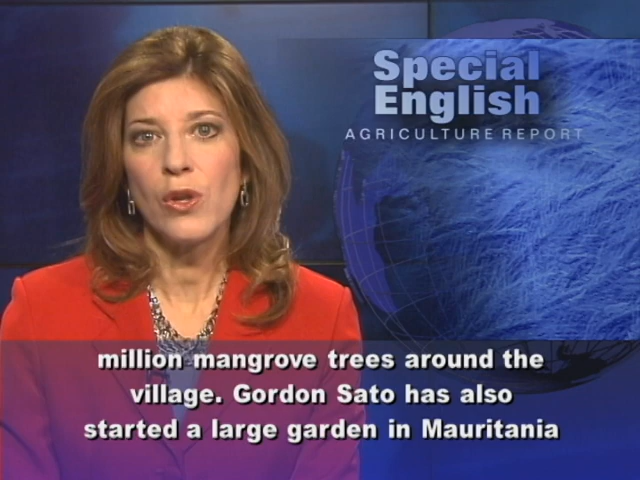 Special
English
AGRICULTURE REPORT
million mangrove trees around the
village. Gordon Sato has also
started a large garden in Mauritania